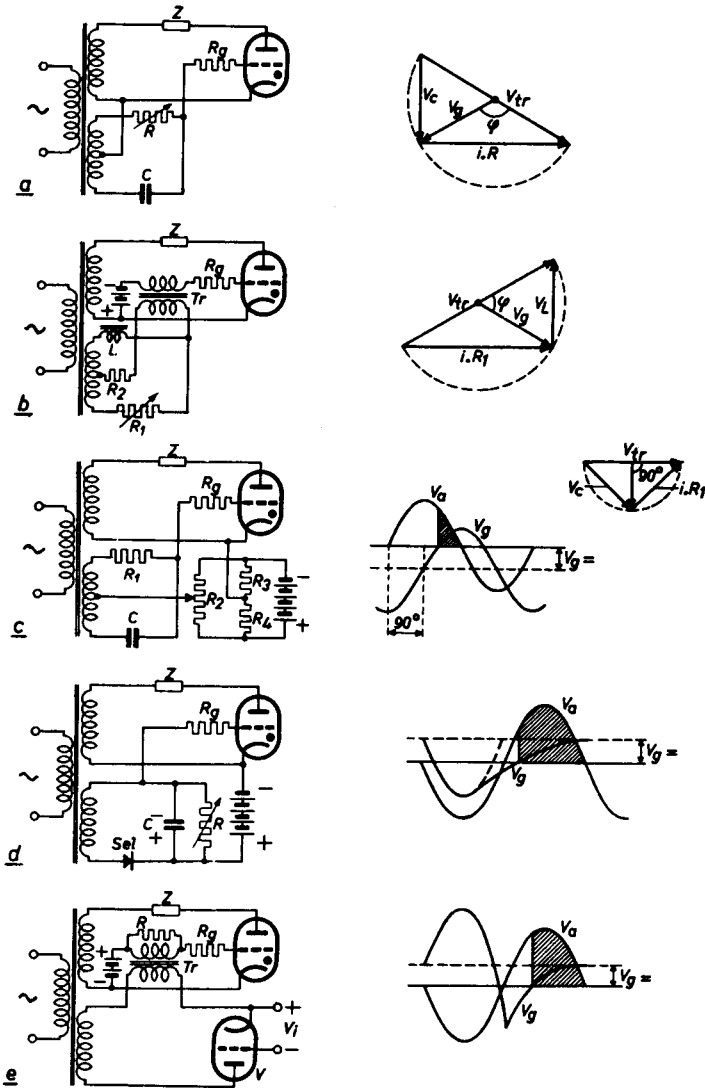 Z
Rg
R
C
~
a
Vc
Vg
Vtr
φ
i.R
Z
Rg
-
+
Tr
L
R2
R1
~
b
Vtr
φ
Vg
VL
i.R1
Z
Rg
R1
C
R2
R3
R4
-
+
~
c
Va
Vg
Vg =
90°
Vtr
90°
Vc
i.R1
Z
Rg
C
-
+
R
-
+
Sel
~
d
Va
Vg
Vg =
Z
R
Rg
+
-
Tr
+
Vi
-
V
~
e
Va
Vg
Vg =